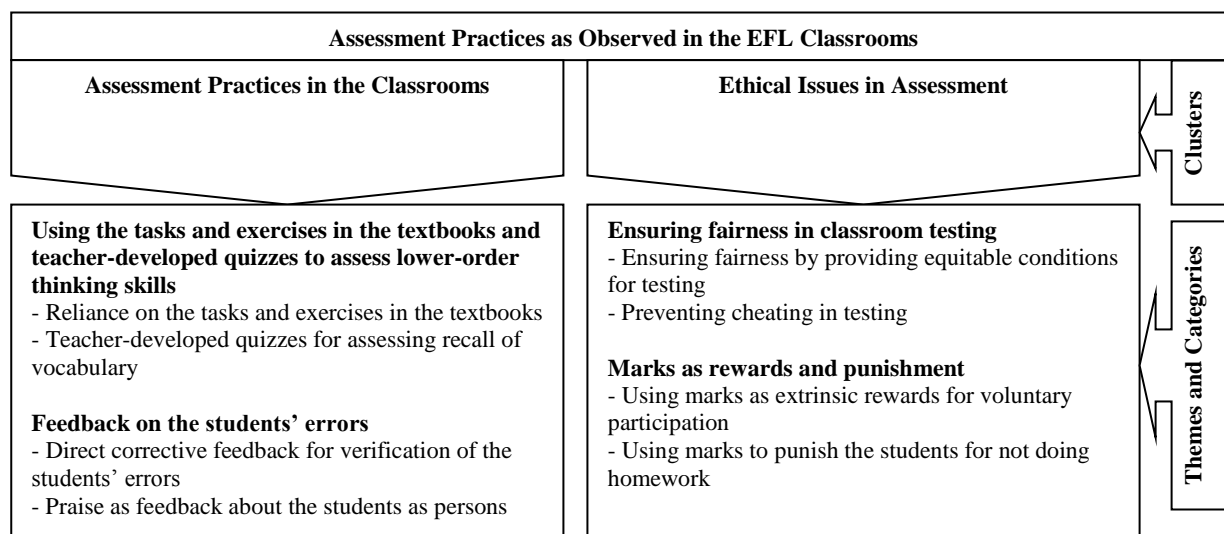 Assessment Practices as Observed in the EFL Classrooms
Assessment Practices in the Classrooms
Ethical Issues in Assessment
Clusters
Using the tasks and exercises in the textbooks and
teacher-developed quizzes to assess lower-order
thinking skills
- Reliance on the tasks and exercises in the textbooks
- Teacher-developed quizzes for assessing recall of
vocabulary
Feedback on the students’ errors
- Direct corrective feedback for verification of the
students’ errors
- Praise as feedback about the students as persons
Ensuring fairness in classroom testing
- Ensuring fairness by providing equitable conditions
for testing
- Preventing cheating in testing
Marks as rewards and punishment
- Using marks as extrinsic rewards for voluntary
participation
- Using marks to punish the students for not doing
homework
Themes and Categories